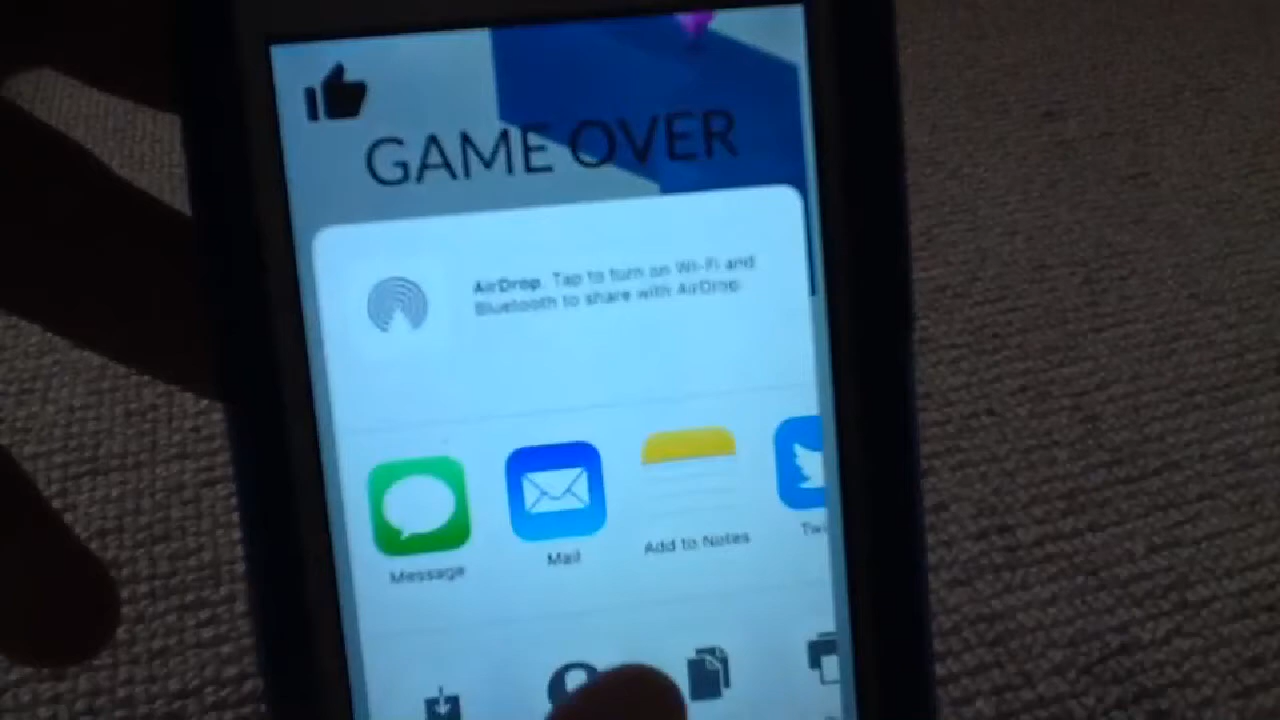 GAME OVER
AirDrop. Tap to turn on Wi-Fi and
Bluetooth to share with AirDrop.
Message
Mail
Add to Notes